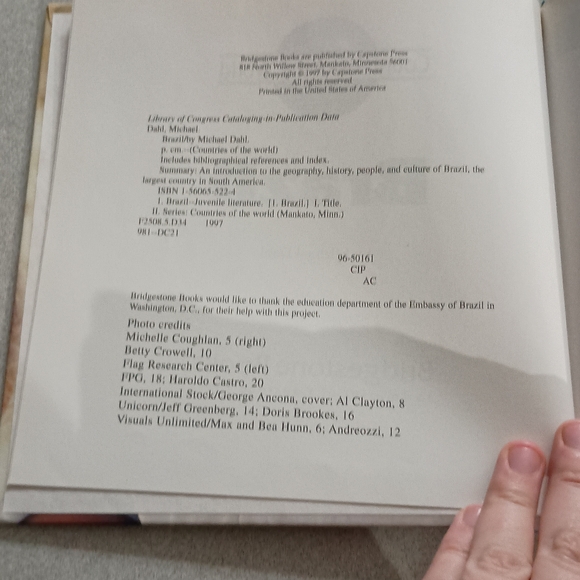 Bridgestone Books are published by Capstone Press
818 North Willow Street, Mankato, Minnesota 56001
Copyright © 1997 by Capstone Press
All rights reserved
Printed in the United States of America
Library of Congress Cataloging-in-Publication Data
Dahl, Michael.
Brazil/by Michael Dahl.
p. cm.--(Countries of the world)
Includes bibliographical references and index.
Summary: An introduction to the geography, history, people, and culture of Brazil, the
largest country in South America.
ISBN 1-56065-522-4
1. Brazil--Juvenile literature. [1. Brazil.] I. Title.
II. Series: Countries of the world (Mankato, Minn.)
F2508.5.D34 1997
981--DC21
96-50161
CIP
AC
Bridgestone Books would like to thank the education department of the Embassy of Brazil in
Washington, D.C., for their help with this project.
Photo credits
Michelle Coughlan, 5 (right)
Betty Crowell, 10
Flag Research Center, 5 (left)
FPG, 18; Haroldo Castro, 20
International Stock/George Ancona, cover; Al Clayton, 8
Unicorn/Jeff Greenberg, 14; Doris Brookes, 16
Visuals Unlimited/Max and Bea Hunn, 6; Andreozzi, 12